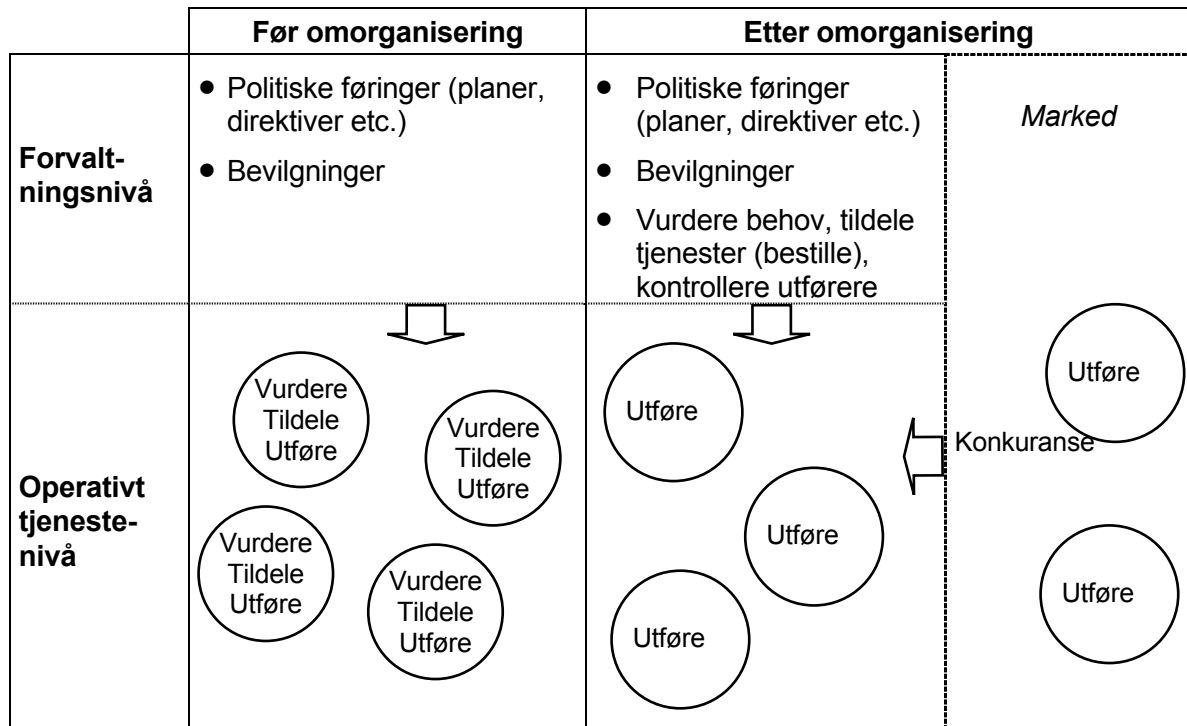 Før omorganisering
Etter omorganisering
Forvalt-
ningsnivå
• Politiske føringer (planer,
direktiver etc.)
• Bevilgninger
• Politiske føringer
(planer, direktiver etc.)
• Bevilgninger
• Vurdere behov, tildele
tjenester (bestille),
kontrollere utførere
Marked
Operativt
tjeneste-
nivå
Vurdere
Tildele
Utføre
Vurdere
Tildele
Utføre
Vurdere
Tildele
Utføre
Vurdere
Tildele
Utføre
Utføre
Utføre
Utføre
Konkuranse
Utføre
Utføre